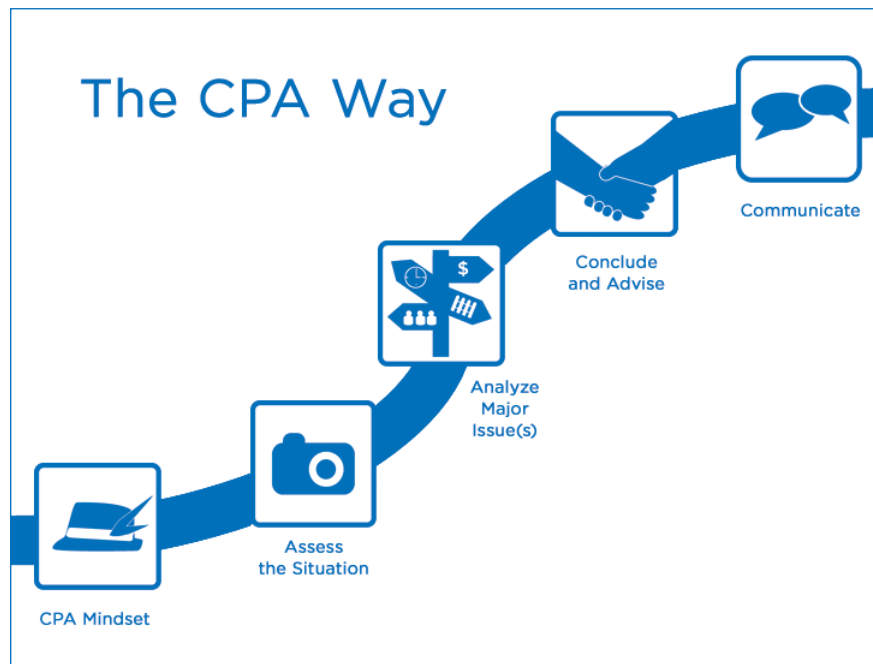 The CPA Way
Communicate
Conclude
and Advise
$
Analyze
Major
Issue(s)
Assess
the Situation
CPA Mindset